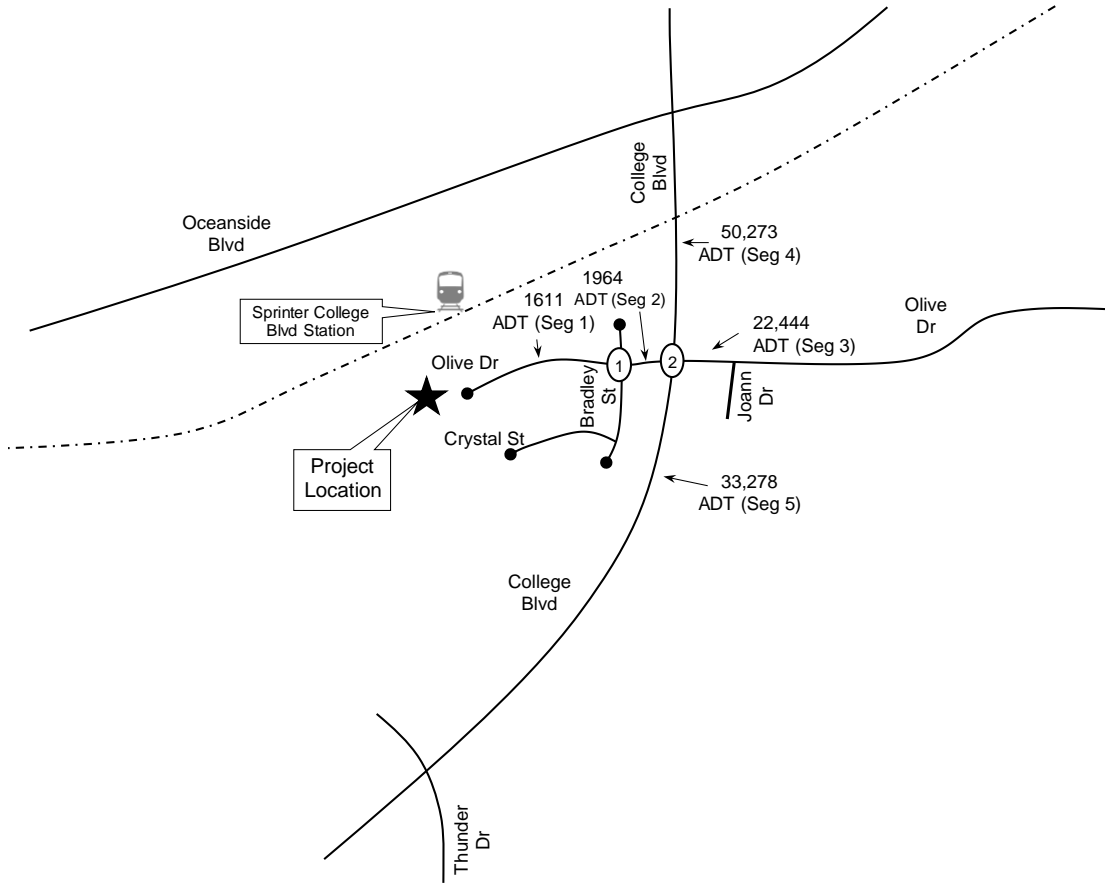 College
Blvd
Oceanside
Blvd
50,273
ADT (Seg 4)
1964
ADT (Seg 2)
1611
ADT (Seg 1)
Sprinter College
Blvd Station
Olive
Dr
22,444
ADT (Seg 3)
Olive Dr
1
2
Bradley
St
Joann
Dr
Crystal St
Project
Location
33,278
ADT (Seg 5)
College
Blvd
Thunder
Dr